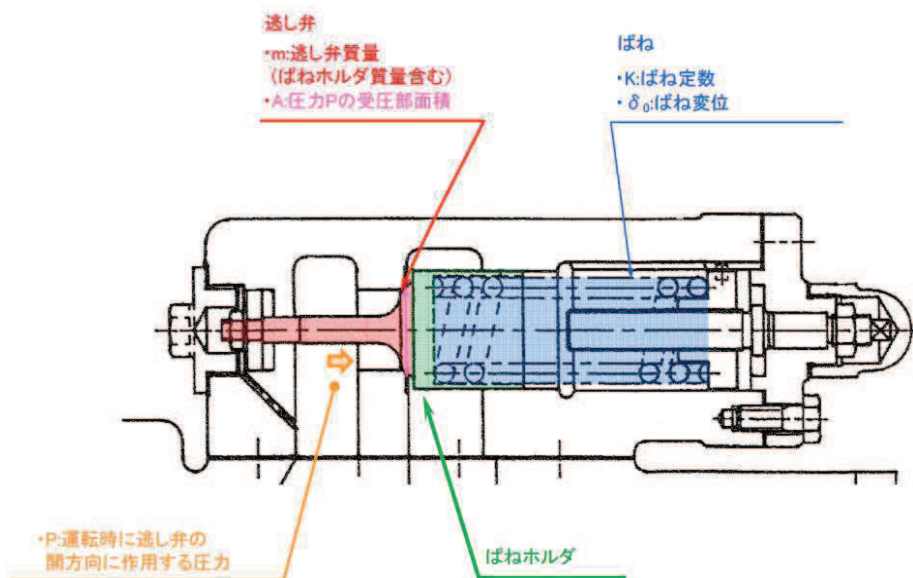 逃し弁
・m:逃し弁質量
(ばねホルダ質量含む)
・A:圧力Pの受圧部面積
ばね
・K:ばね定数
・δ₀:ばね変位
・P:運転時に逃し弁の
開方向に作用する圧力
ばねホルダ